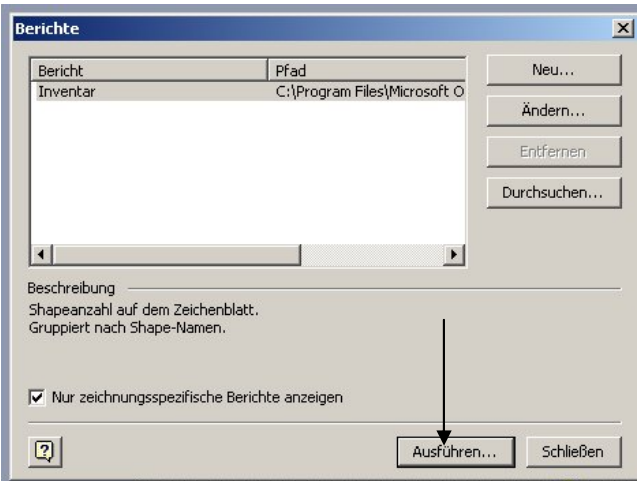 Berichte
Bericht Pfad
Inventar C:\Program Files\Microsoft O
Neu...
Ändern...
Entfernen
Durchsuchen...
Beschreibung
Shapeanzahl auf dem Zeichenblatt.
Gruppiert nach Shape-Namen.
Nur zeichnungsspezifische Berichte anzeigen
Ausführen... Schließen